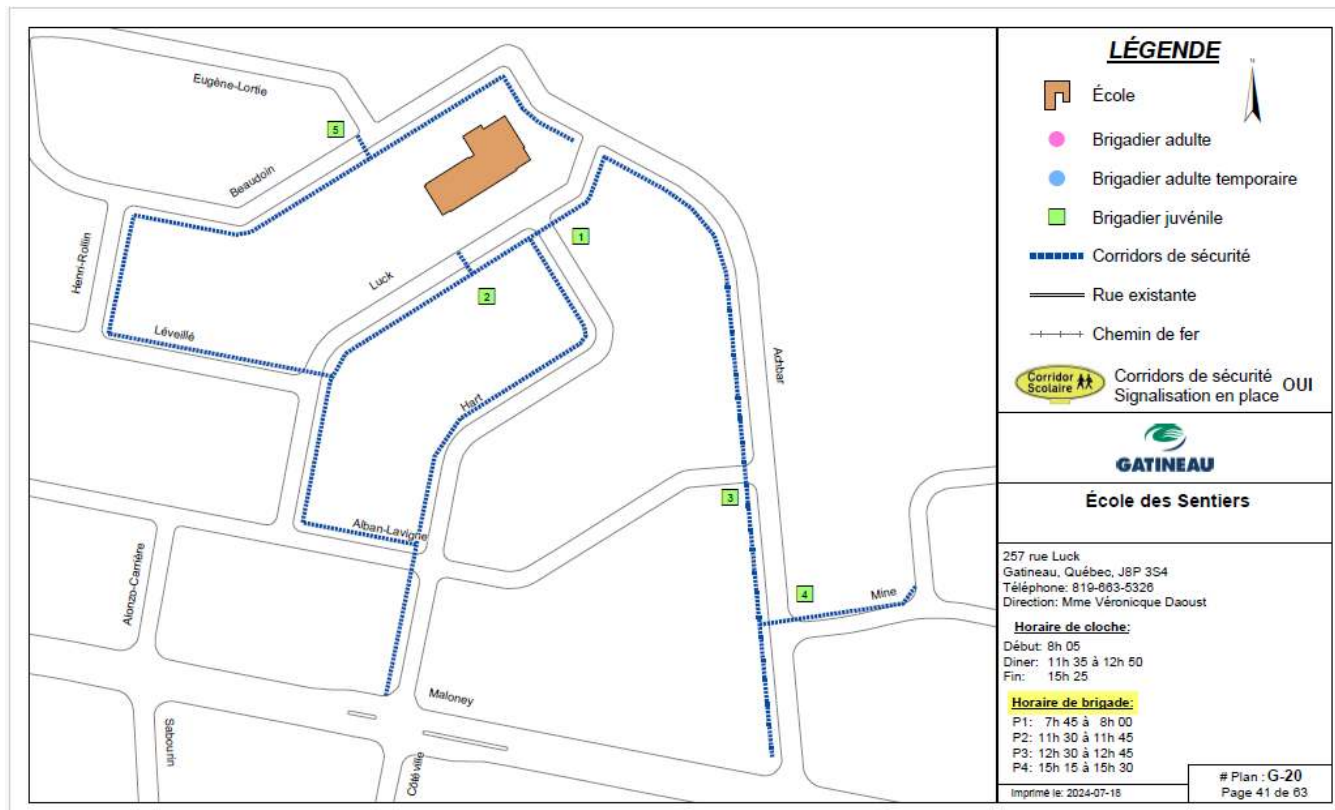 Eugène-Lortie
5
Beaudoin
Henri-Rollin
1
Luck
2
Léveillé
Achbar
Hart
3
Alban-Lavigne
Alonzo-Carrière
4
Mine
Maloney
Sabourin
Côté ville
LÉGENDE
N
École
Brigadier adulte
Brigadier adulte temporaire
Brigadier juvénile
Corridors de sécurité
Rue existante
Chemin de fer
Corridor
Scolaire
Corridors de sécurité
Signalisation en place OUI
GATINEAU
École des Sentiers
257 rue Luck
Gatineau, Québec, J8P 3S4
Téléphone: 819-663-5326
Direction: Mme Véronicque Daoust
Horaire de cloche:
Début: 8h 05
Diner: 11h 35 à 12h 50
Fin: 15h 25
Horaire de brigade:
P1: 7h 45 à 8h 00
P2: 11h 30 à 11h 45
P3: 12h 30 à 12h 45
P4: 15h 15 à 15h 30
Imprimé le: 2024-07-18
# Plan : G-20
Page 41 de 63